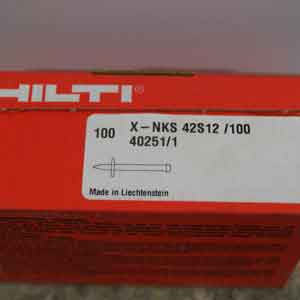 HILTI
100 X-NKS 42S12 /100
40251/1
Made in Liechtenstein